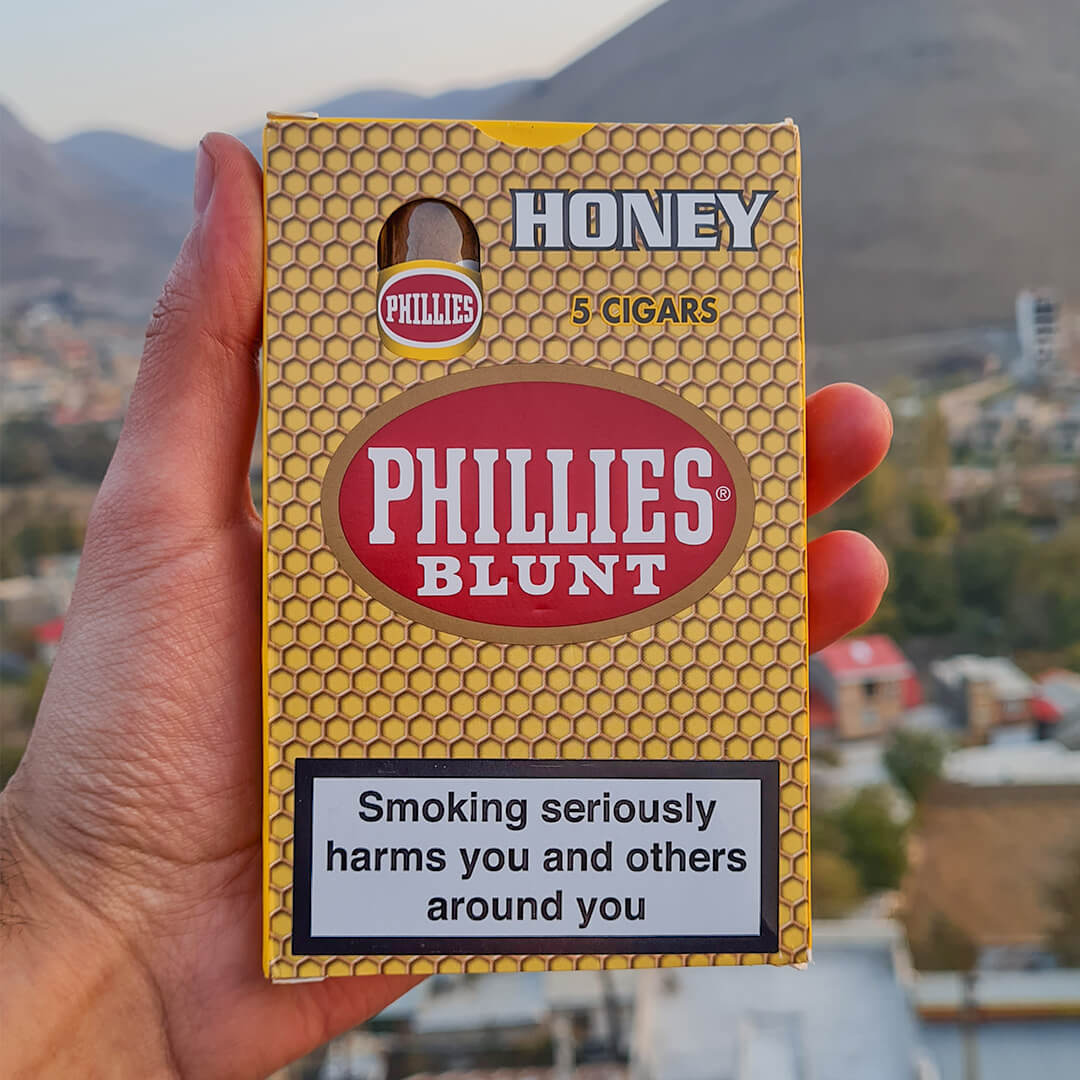 HONEY
PHILLIES
5 CIGARS
PHILLIES®
BLUNT
Smoking seriously
harms you and others
around you